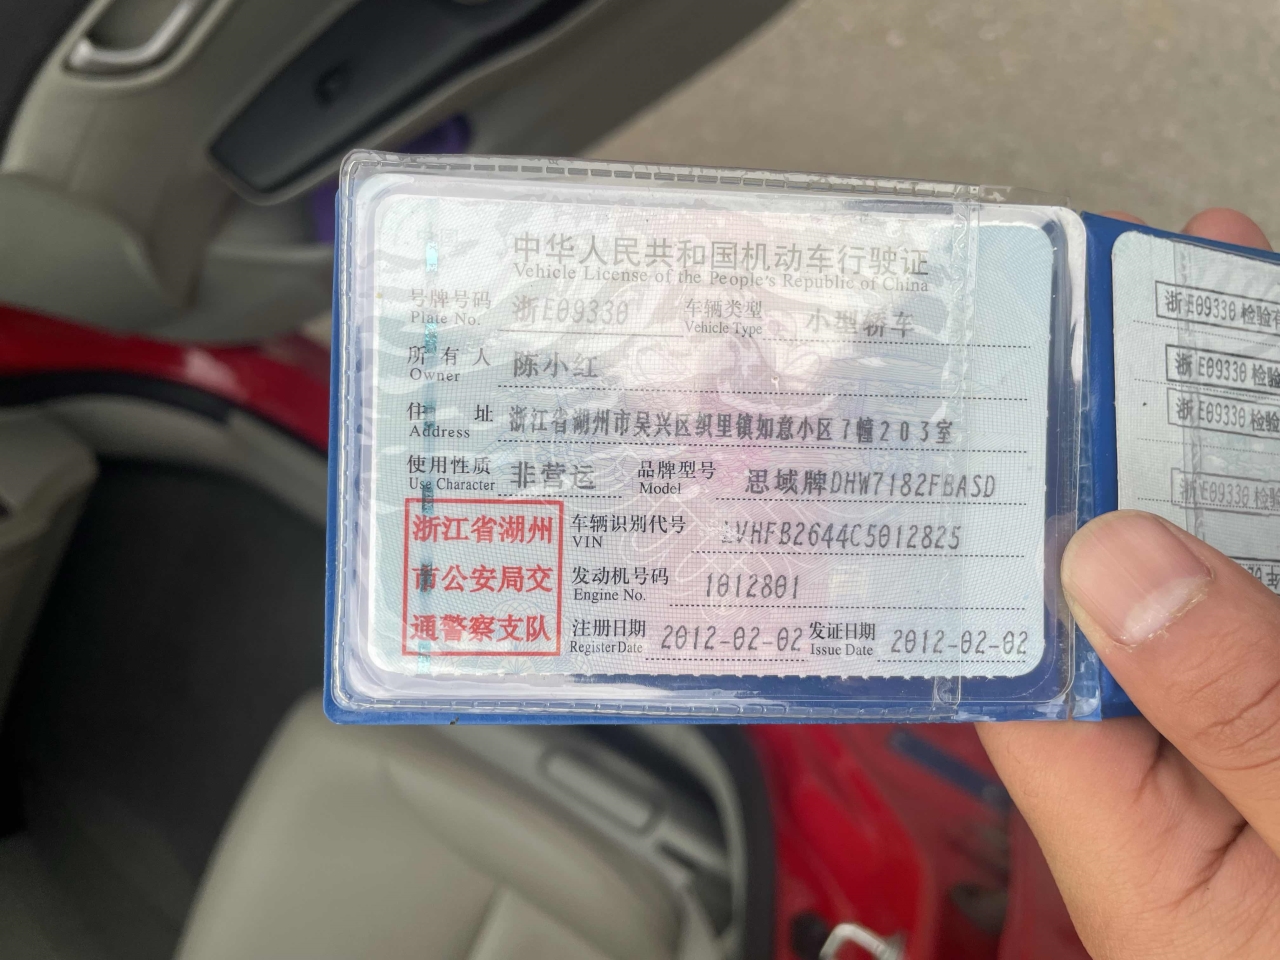 中华人民共和国机动车行驶证
Vehicle License of the People's Republic of China
号牌号码 浙E09330 车辆类型 小型轿车
Plate No. Vehicle Type
所有人 陈小红
Owner
住址 浙江省湖州市吴兴区织里镇如意小区7幢203室
Address
使用性质 非营运 品牌型号 思域牌DHW7182FBASD
Use Character Model
浙江省湖州
市公安局交
通警察支队
车辆识别代号 LVHFB2644C5012825
VIN
发动机号码 1012801
Engine No.
注册日期 2012-02-02 发证日期 2012-02-02
Register Date Issue Date
浙E09330检验
浙E09330检验
浙E09330检验
浙E09330检验